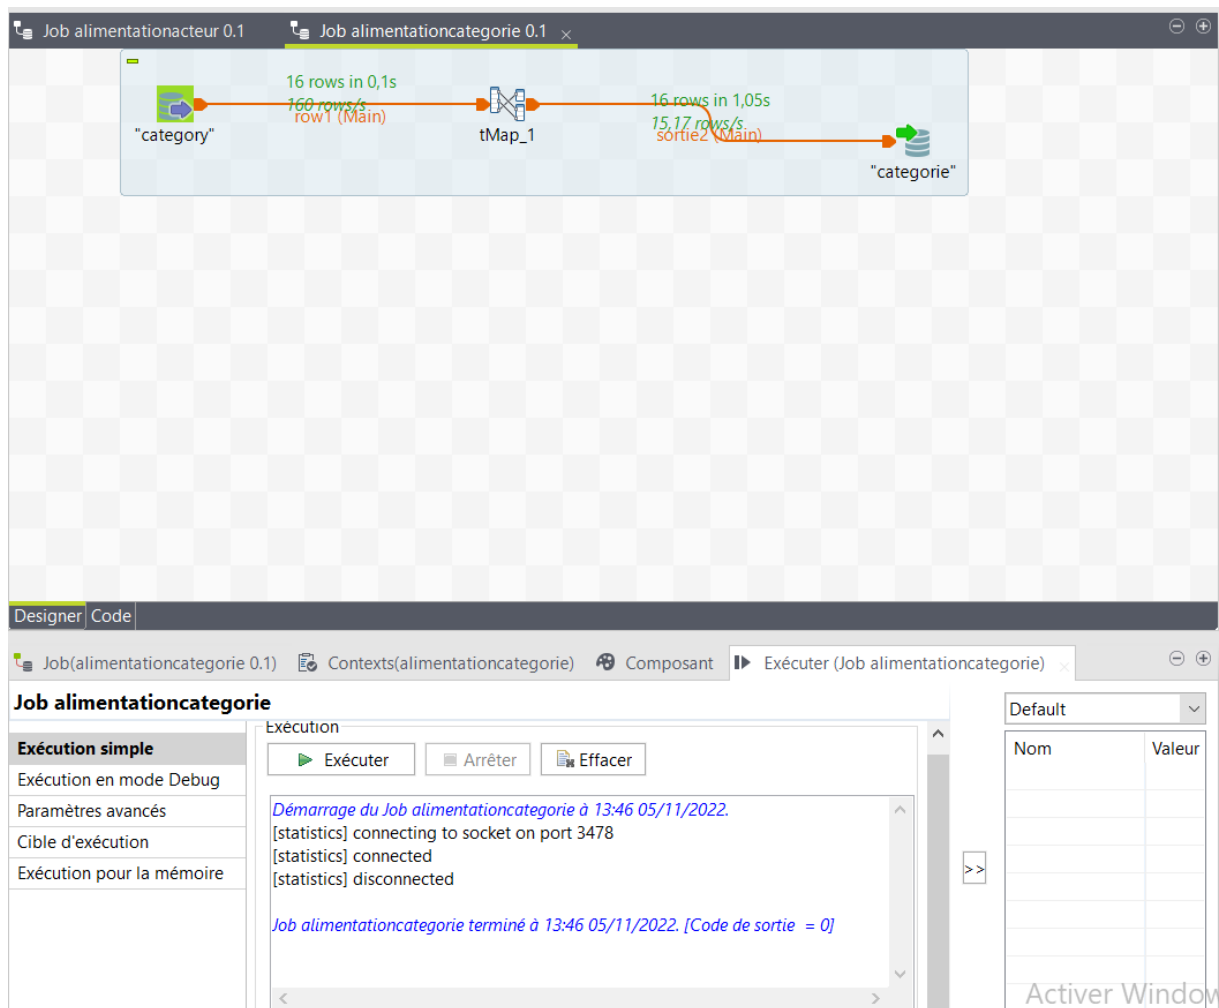 Job alimentationacteur 0.1
Job alimentationcategorie 0.1
16 rows in 0,1s
160 rows/s
row1 (Main)
"category"
tMap_1
16 rows in 1,05s
15,17 rows/s
sortie2 (Main)
"categorie"
Designer
Code
Job(alimentationcategorie 0.1)
Contexts(alimentationcategorie)
Composant
Exécuter (Job alimentationcategorie)
Job alimentationcategorie
Exécution simple
Exécution en mode Debug
Paramètres avancés
Cible d'exécution
Exécution pour la mémoire
Exécution
Exécuter
Arrêter
Effacer
Démarrage du Job alimentationcategorie à 13:46 05/11/2022.
[statistics] connecting to socket on port 3478
[statistics] connected
[statistics] disconnected
Job alimentationcategorie terminé à 13:46 05/11/2022. [Code de sortie = 0]
>>
Default
Nom
Valeur
Activer Window